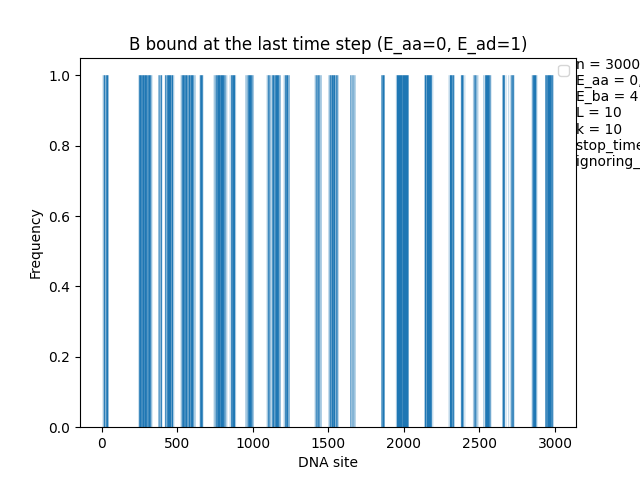 B bound at the last time step (E_aa=0, E_ad=1)
n = 3000
E_aa = 0,
E_ba = 4
L = 10
k = 10
stop_time
ignoring_
Frequency
1.0
0.8
0.6
0.4
0.2
0.0
0 500 1000 1500 2000 2500 3000
DNA site